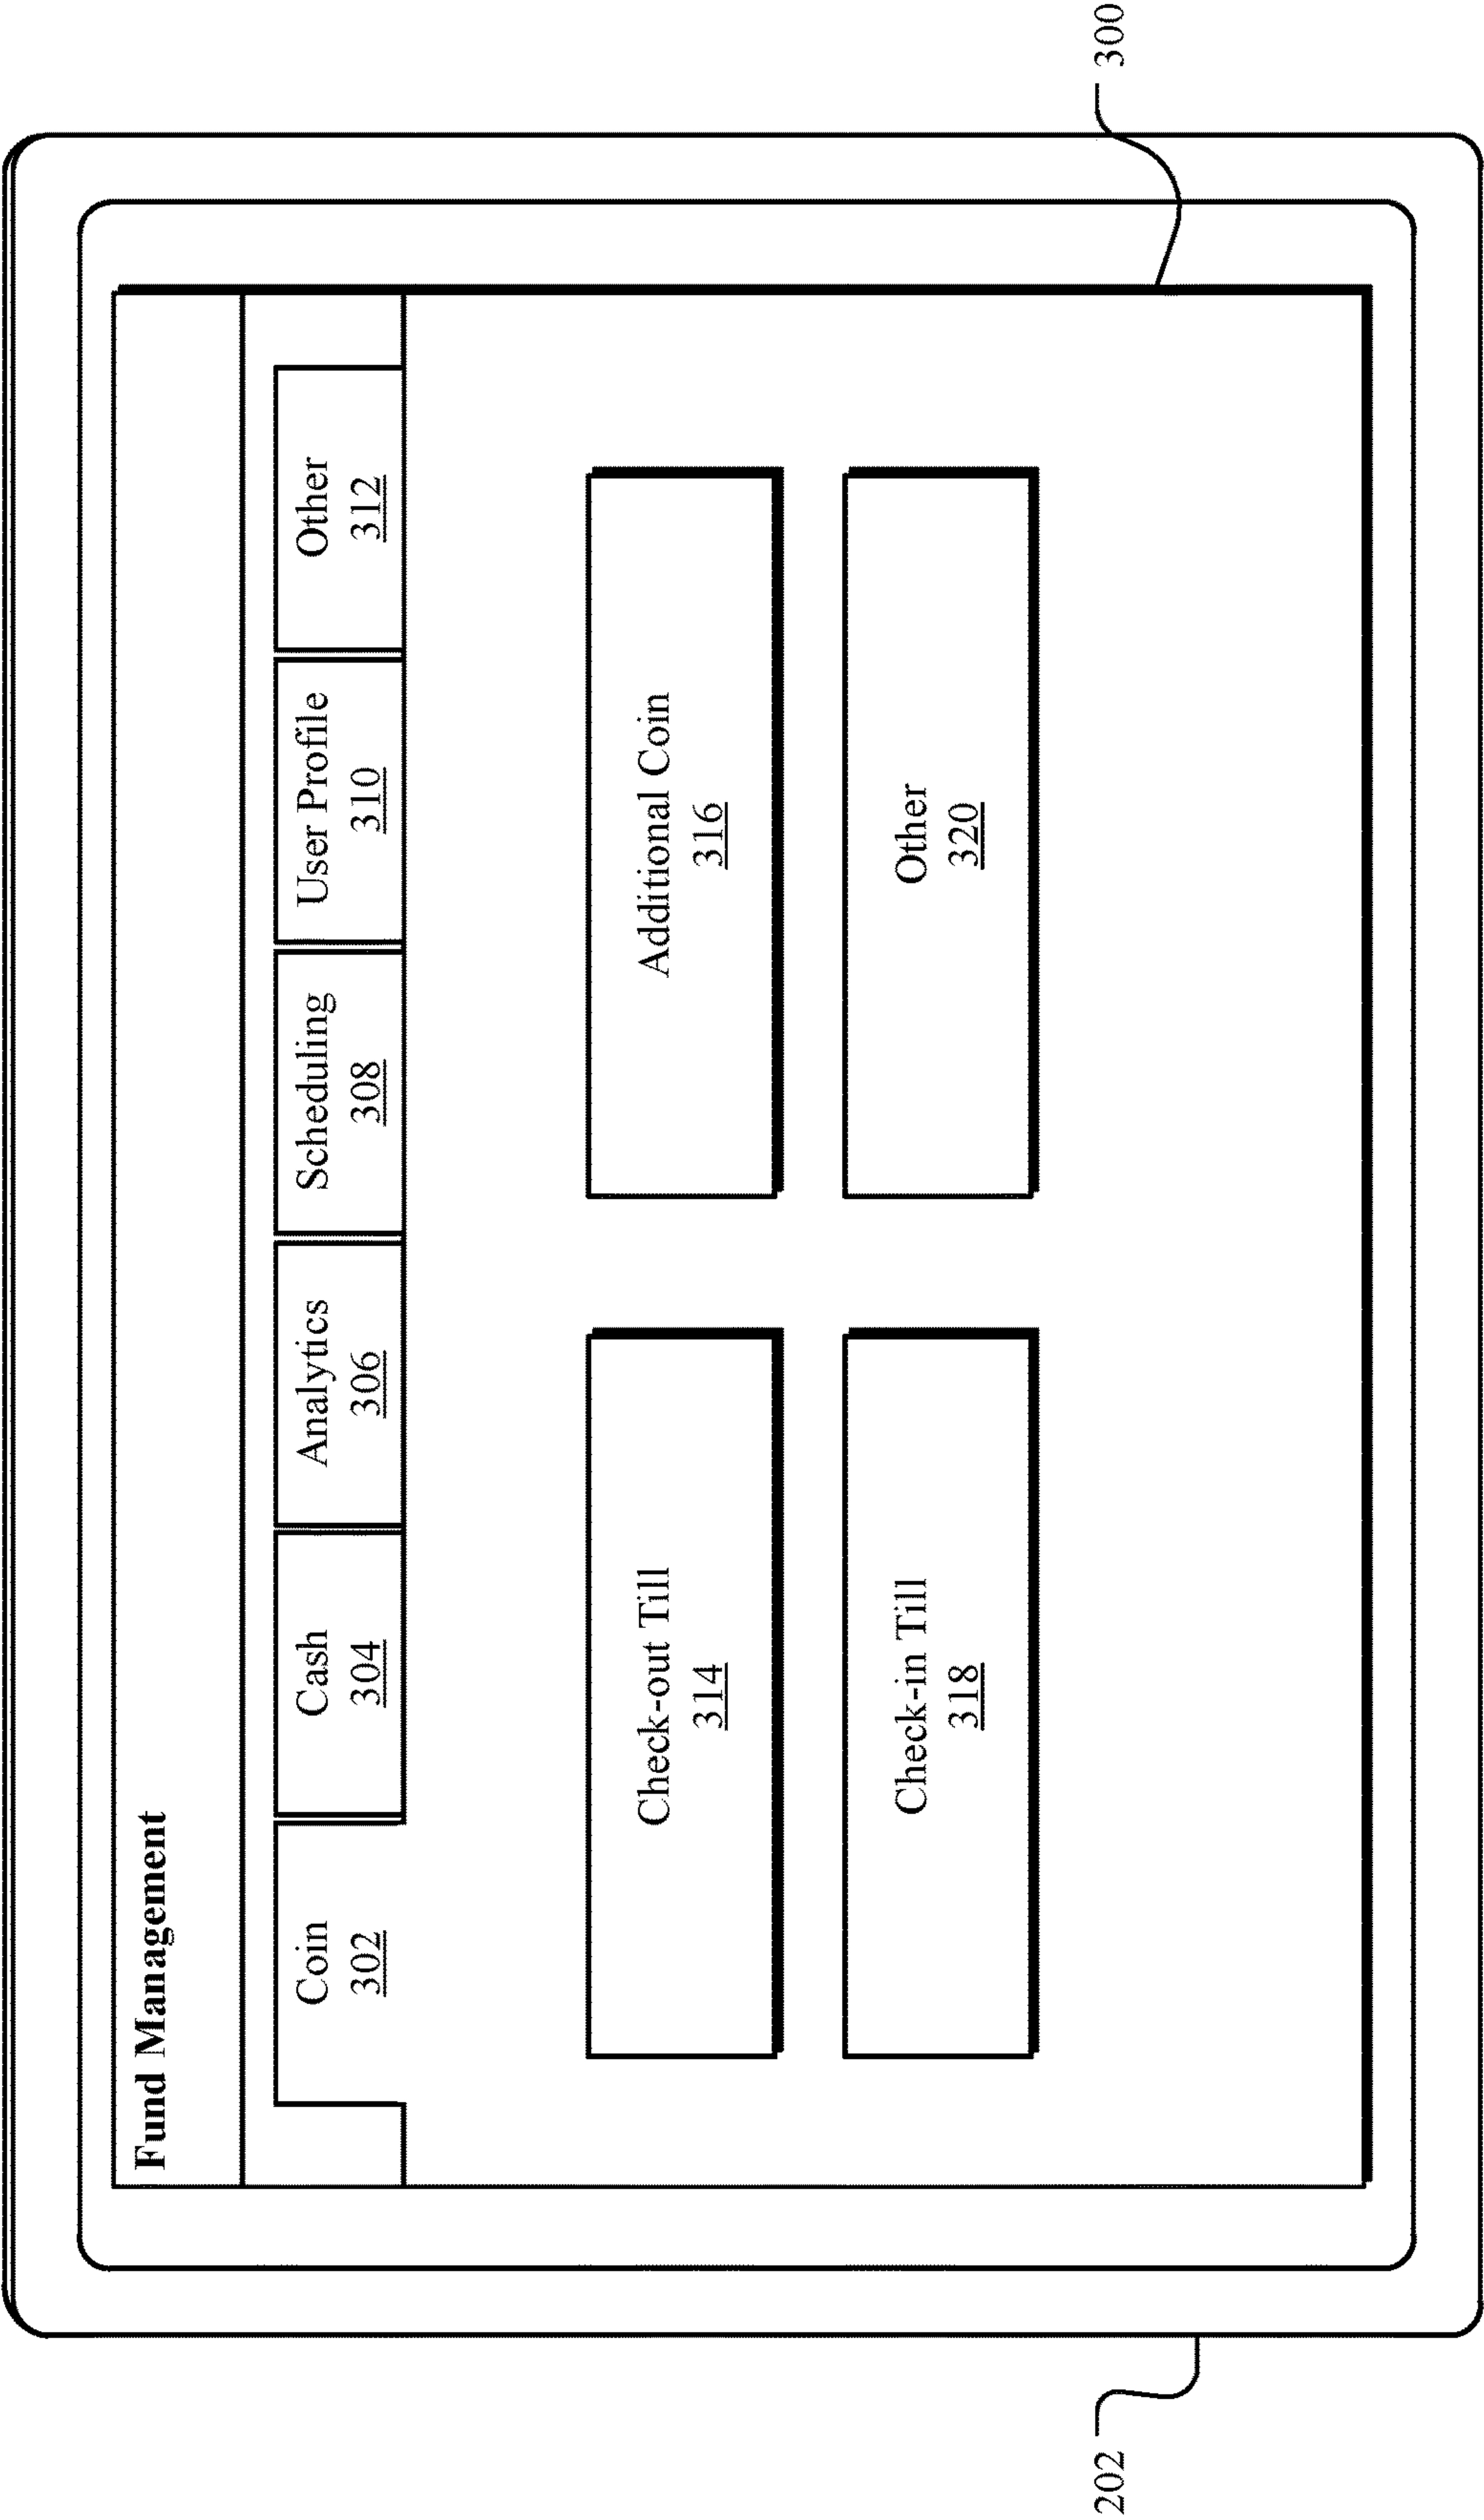 Fund Management
Coin
302
Cash
304
Analytics
306
Scheduling
308
User Profile
310
Other
312
Check-out Till
314
Additional Coin
316
Check-in Till
318
Other
320
202
300